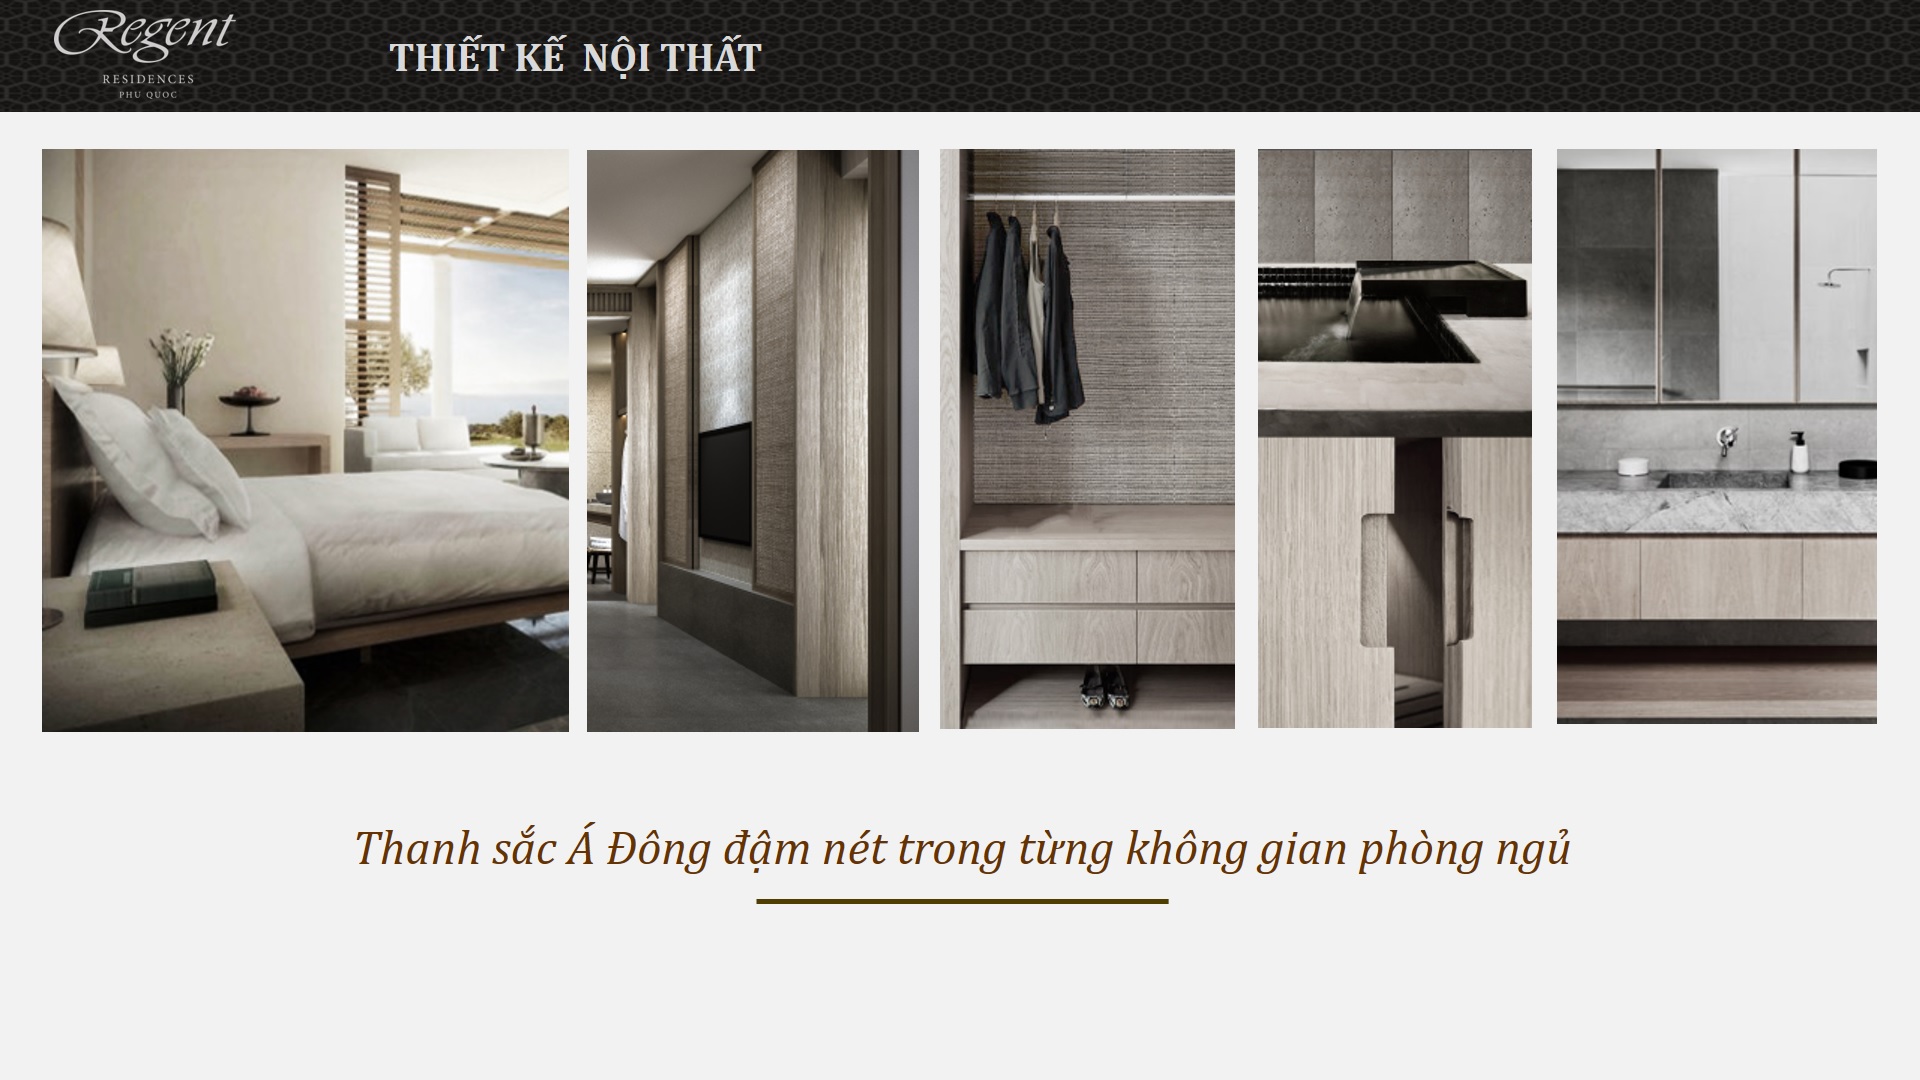 Regent
RESIDENCES
PHU QUOC
THIẾT KẾ NỘI THẤT
Thanh sắc Á Đông đậm nét trong từng không gian phòng ngủ